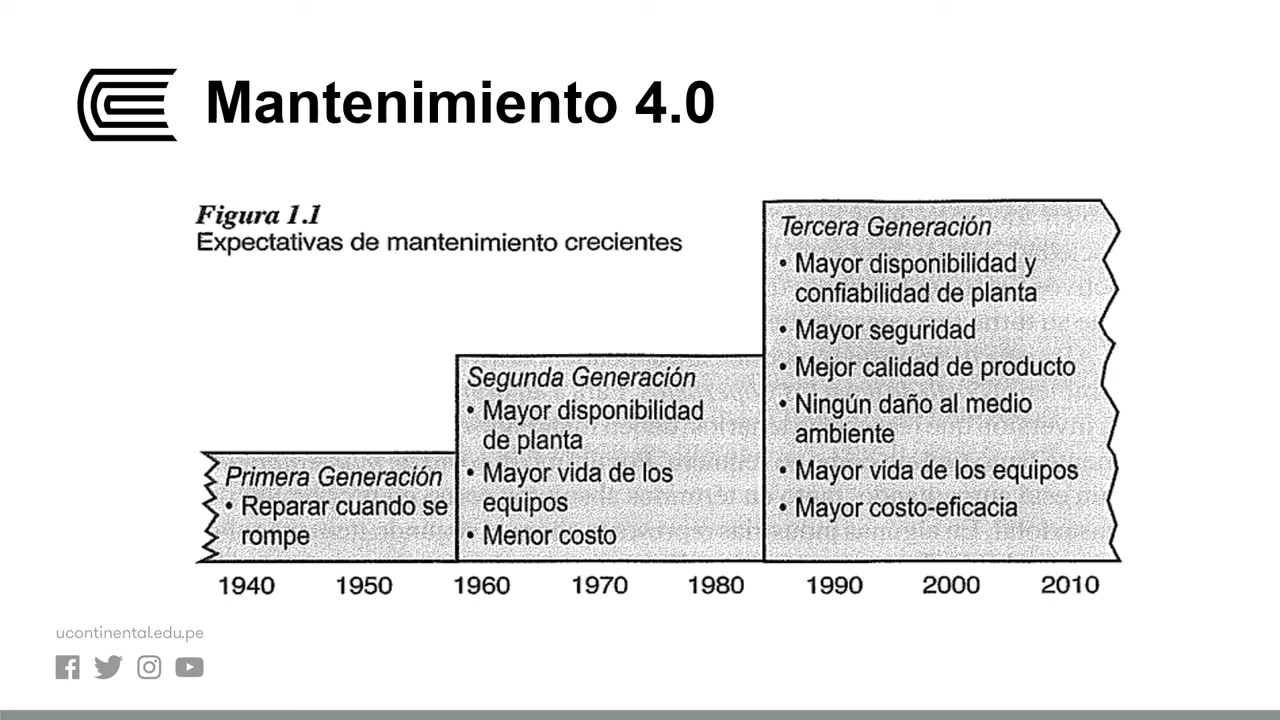 Mantenimiento 4.0
Figura 1.1
Expectativas de mantenimiento crecientes
Primera Generación
• Reparar cuando se
rompe
Segunda Generación
• Mayor disponibilidad
de planta
• Mayor vida de los
equipos
• Menor costo
Tercera Generación
• Mayor disponibilidad y
confiabilidad de planta
• Mayor seguridad
• Mejor calidad de producto
• Ningún daño al medio
ambiente
• Mayor vida de los equipos
• Mayor costo-eficacia
1940 1950 1960 1970 1980 1990 2000 2010
ucontinental.edu.pe